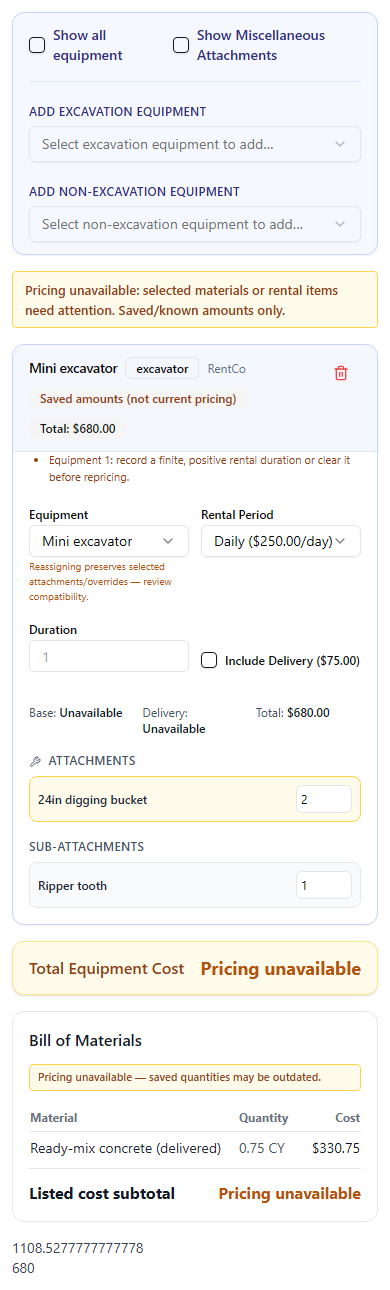 Show all equipment
Show Miscellaneous Attachments
ADD EXCAVATION EQUIPMENT
Select excavation equipment to add...
ADD NON-EXCAVATION EQUIPMENT
Select non-excavation equipment to add...
Pricing unavailable: selected materials or rental items
need attention. Saved/known amounts only.
Mini excavator excavator RentCo
Saved amounts (not current pricing)
Total: $680.00
• Equipment 1: record a finite, positive rental duration or clear it
before repricing.
Equipment Rental Period
Mini excavator Daily ($250.00/day)
Reassigning preserves selected
attachments/overrides — review
compatibility.
Duration
1 Include Delivery ($75.00)
Base: Unavailable Delivery: Unavailable Total: $680.00
ATTACHMENTS
24in digging bucket 2
SUB-ATTACHMENTS
Ripper tooth 1
Total Equipment Cost Pricing unavailable
Bill of Materials
Pricing unavailable — saved quantities may be outdated.
Material Quantity Cost
Ready-mix concrete (delivered) 0.75 CY $330.75
Listed cost subtotal Pricing unavailable
1108.5277777777778
680